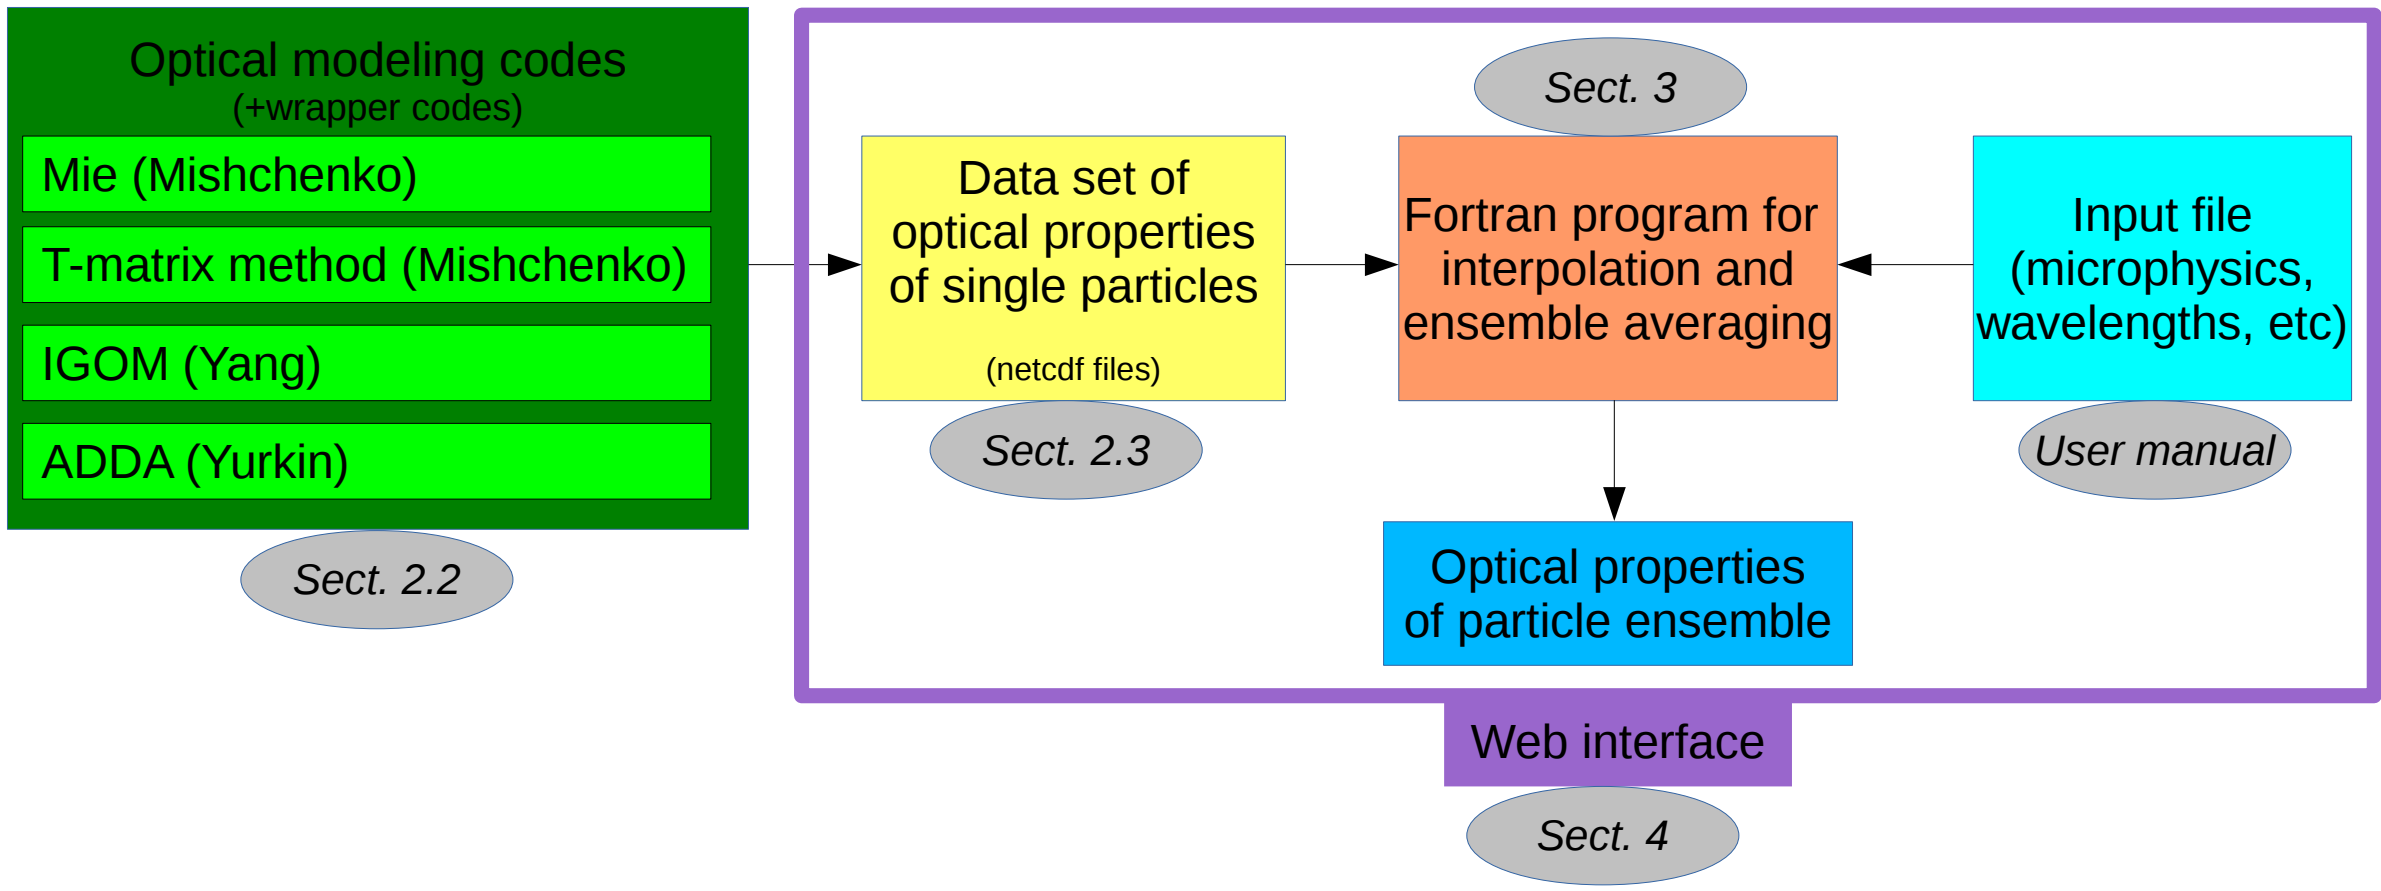 Optical modeling codes
(+wrapper codes)
Mie (Mishchenko)
T-matrix method (Mishchenko)
IGOM (Yang)
ADDA (Yurkin)
Sect. 2.2
Data set of
optical properties
of single particles
(netcdf files)
Sect. 2.3
Sect. 3
Fortran program for
interpolation and
ensemble averaging
Input file
(microphysics,
wavelengths, etc)
User manual
Optical properties
of particle ensemble
Web interface
Sect. 4